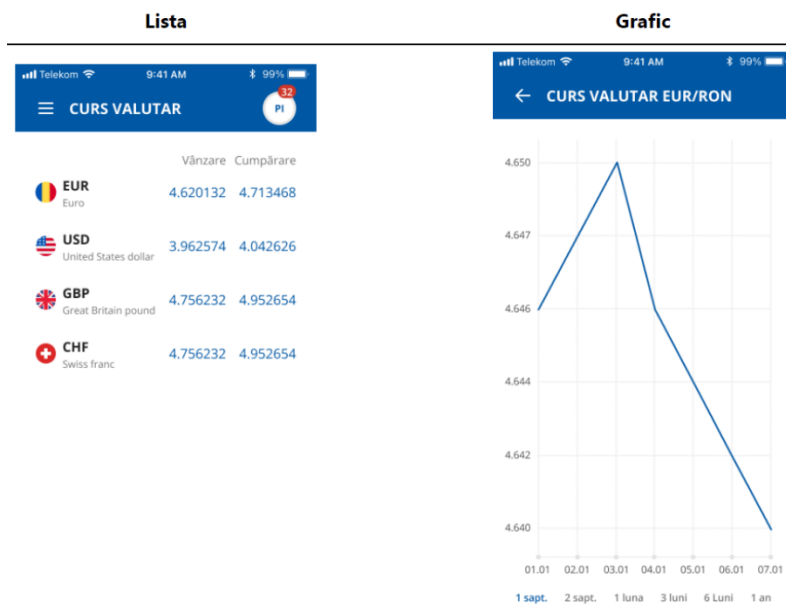 Lista
Grafic
Telekom 9:41 AM 99%
CURS VALUTAR
32
PI
Vânzare Cumpărare
EUR
Euro
4.620132 4.713468
USD
United States dollar
3.962574 4.042626
GBP
Great Britain pound
4.756232 4.952654
CHF
Swiss franc
4.756232 4.952654
Telekom 9:41 AM 99%
CURS VALUTAR EUR/RON
4.650
4.647
4.646
4.644
4.642
4.640
01.01 02.01 03.01 04.01 05.01 06.01 07.01
1 sapt. 2 sapt. 1 luna 3 luni 6 Luni 1 an